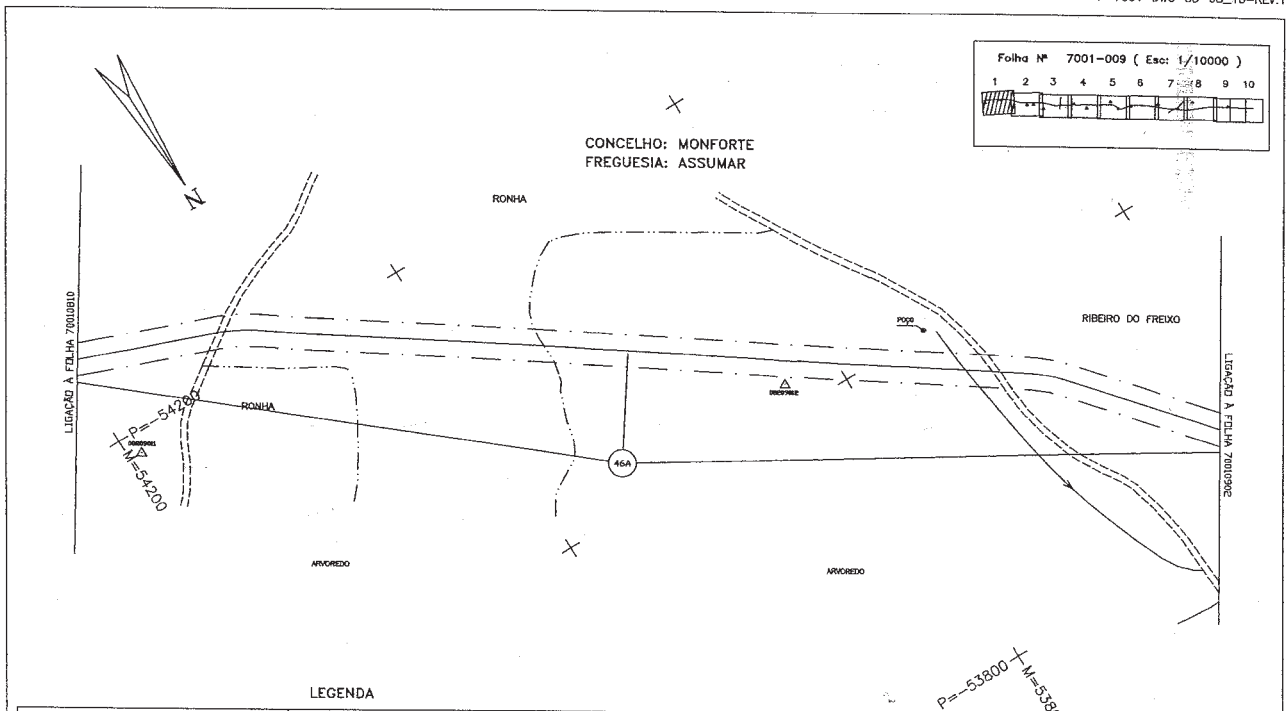 Folha Nº 7001-009 ( Esc: 1/10000 )
1 2 3 4 5 6 7 8 9 10
CONCELHO: MONFORTE
FREGUESIA: ASSUMAR
N
RONHA
LIGAÇÃO À FOLHA 70010810
POÇO
RIBEIRO DO FREIXO
LIGAÇÃO À FOLHA 70010902
RONHA
P=-54200
M=54200
46A
ARVOREDO
ARVOREDO
P=-53800
LEGENDA